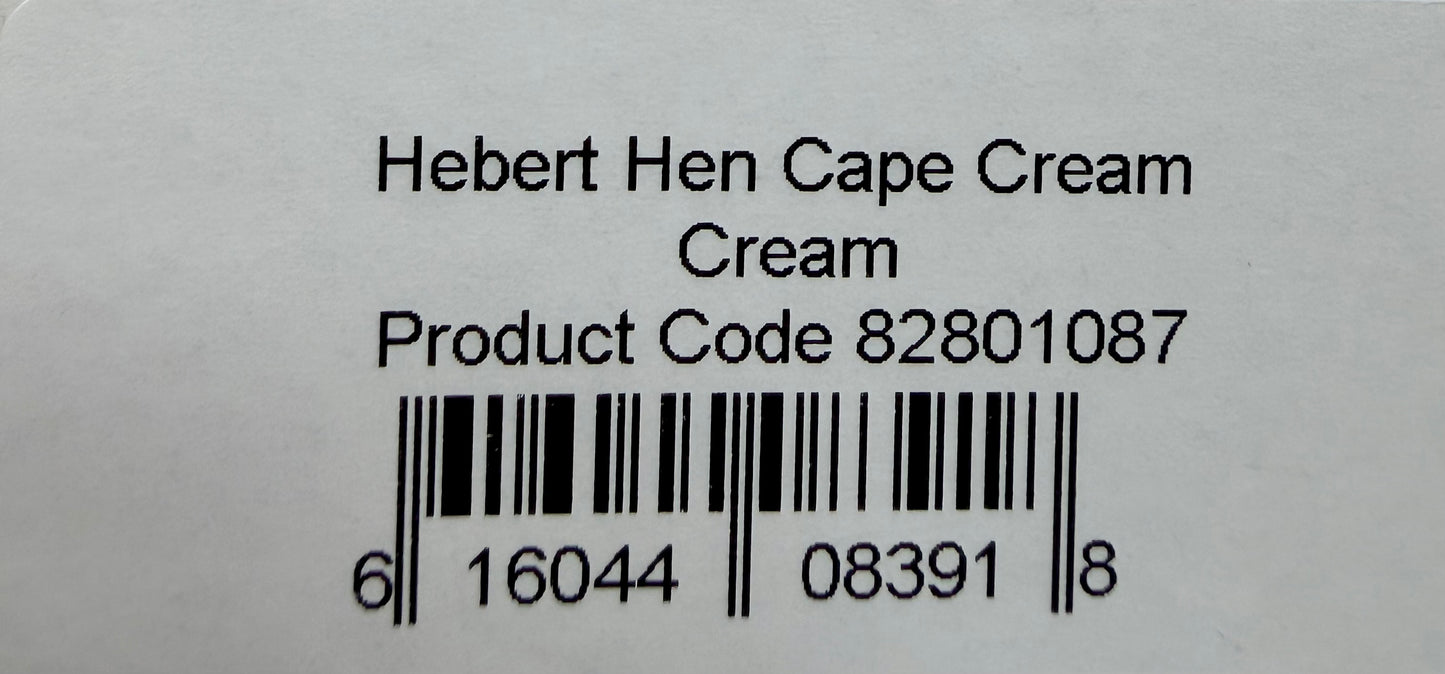 Hebert Hen Cape Cream
Cream
Product Code 82801087
6 16044 08391 8